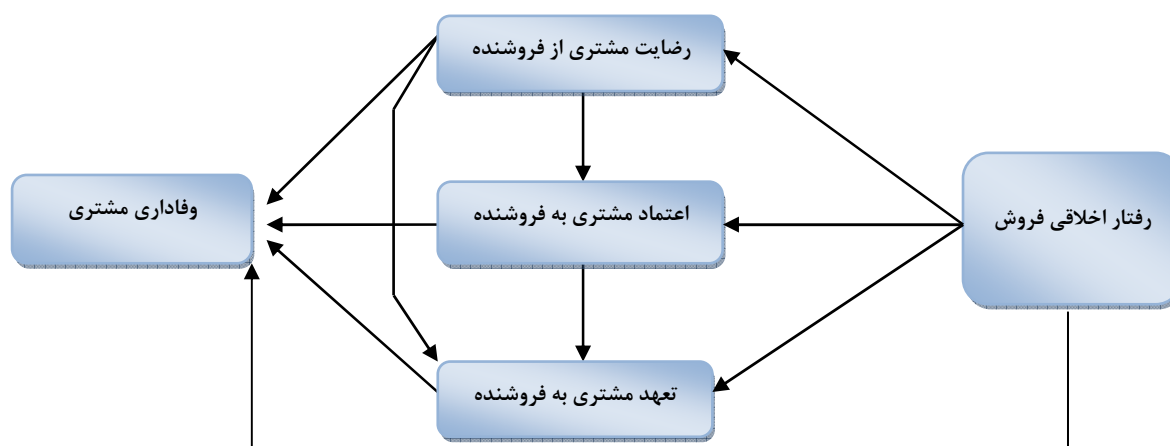 رضایت مشتری از فروشنده
رفتار اخلاقی فروش
اعتماد مشتری به فروشنده
وفاداری مشتری
تعهد مشتری به فروشنده